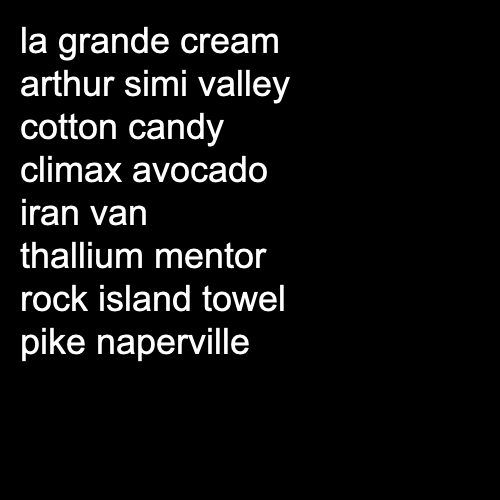 la grande cream
arthur simi valley
cotton candy
climax avocado
iran van
thallium mentor
rock island towel
pike naperville